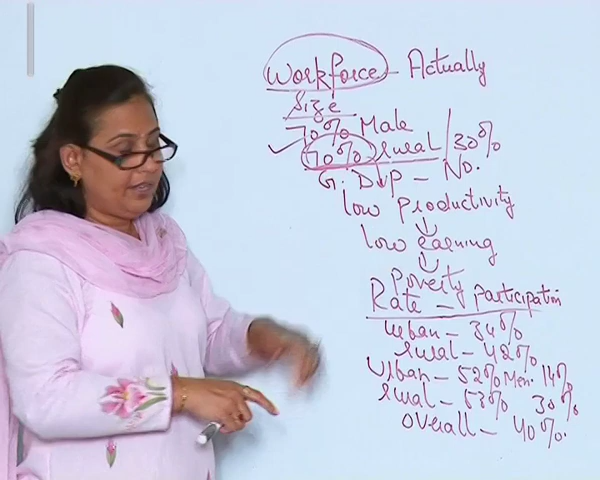 Workforce - Actually
Size
70% Male
✓ 70% rural / 30%
G.D.P - No.
low Productivity
↓
low earning
↓
Poverty
Rate - Participation
Urban - 34%
rural - 42%
Urban - 52% Men. 14%
rural - 53% 30%
Overall - 40%.